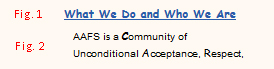 Fig. 1 What We Do and Who We Are
AAFS is a Community of
Fig. 2
Unconditional Acceptance, Respect,